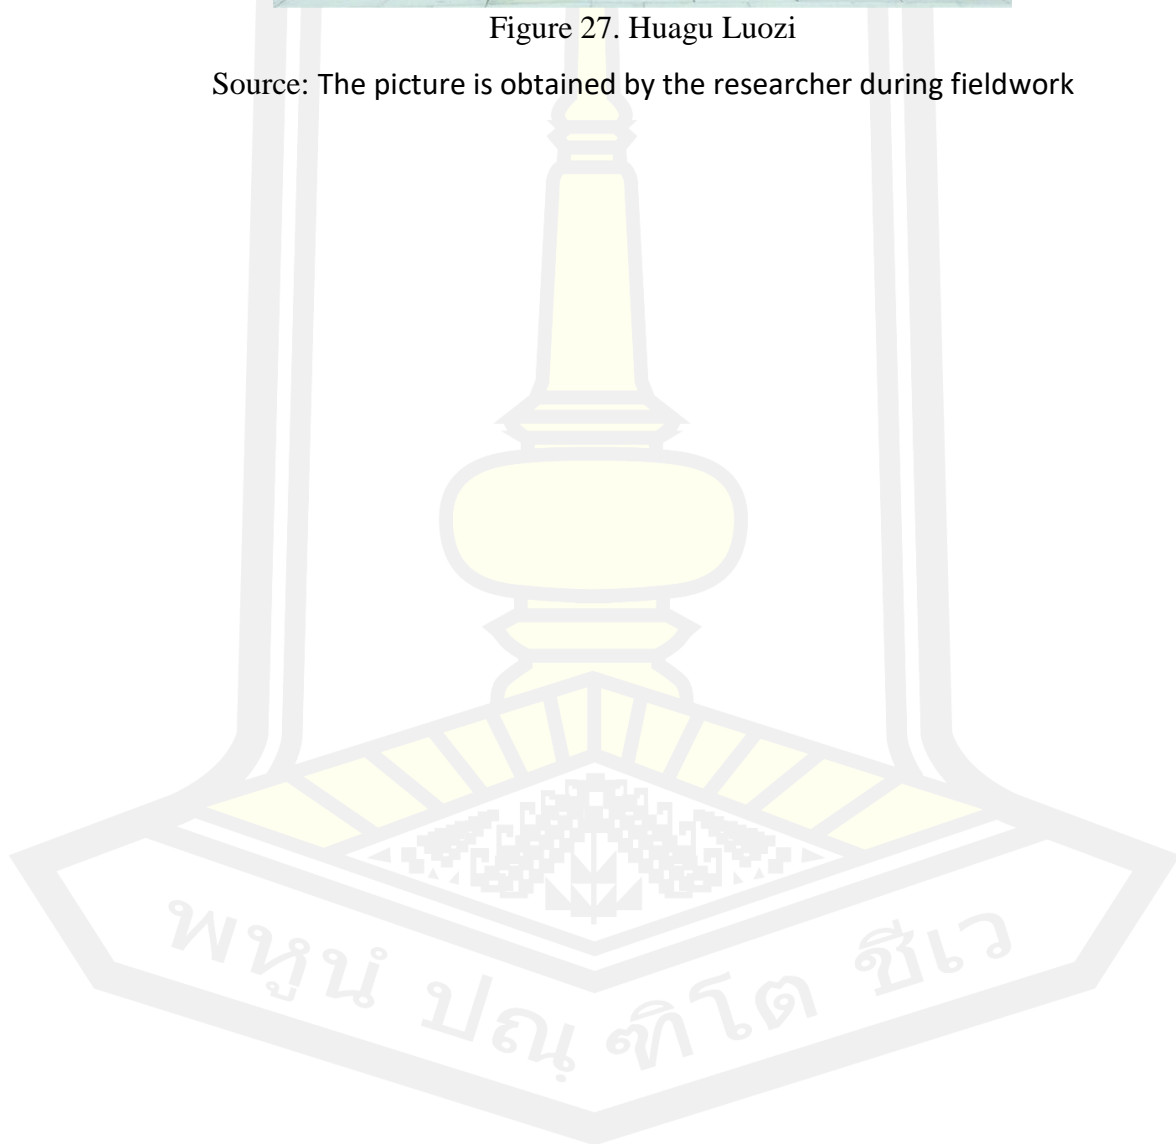 Figure 27. Huagu Luozi
Source: The picture is obtained by the researcher during fieldwork
พหูนํ ปณฺฑิโต ชีเว